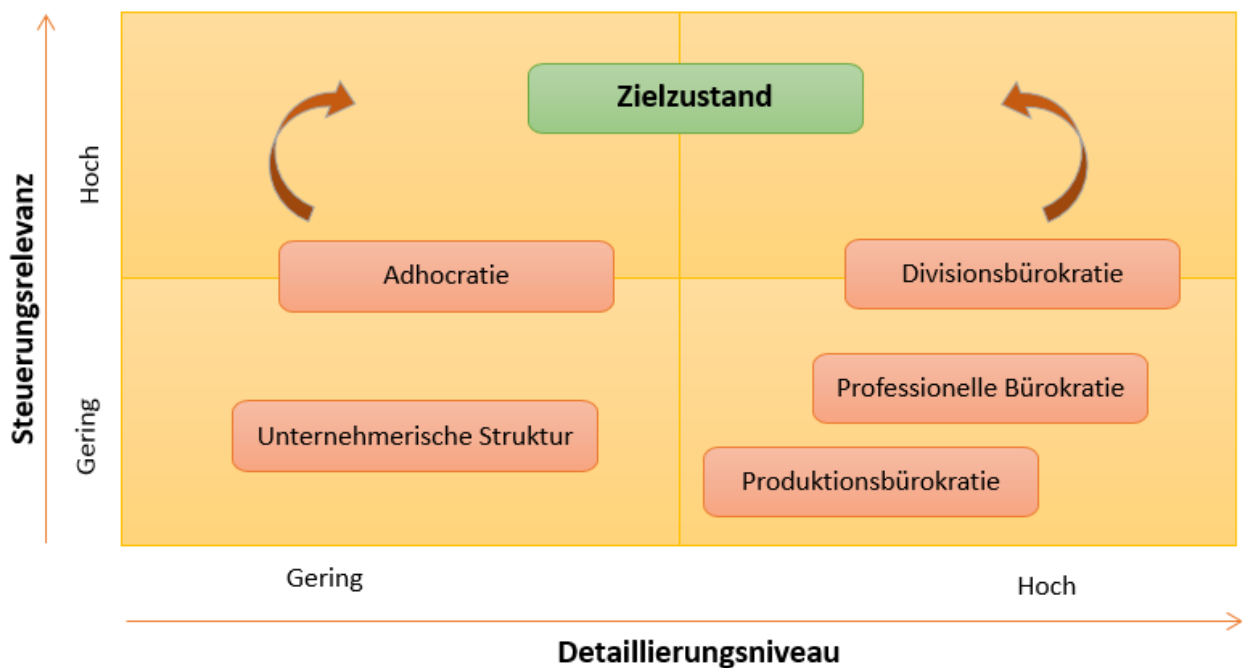 Zielzustand
Steuerungsrelevanz
Hoch
Adhocratie
Divisionsbürokratie
Professionelle Bürokratie
Gering
Unternehmerische Struktur
Produktionsbürokratie
Gering
Hoch
Detaillierungsniveau